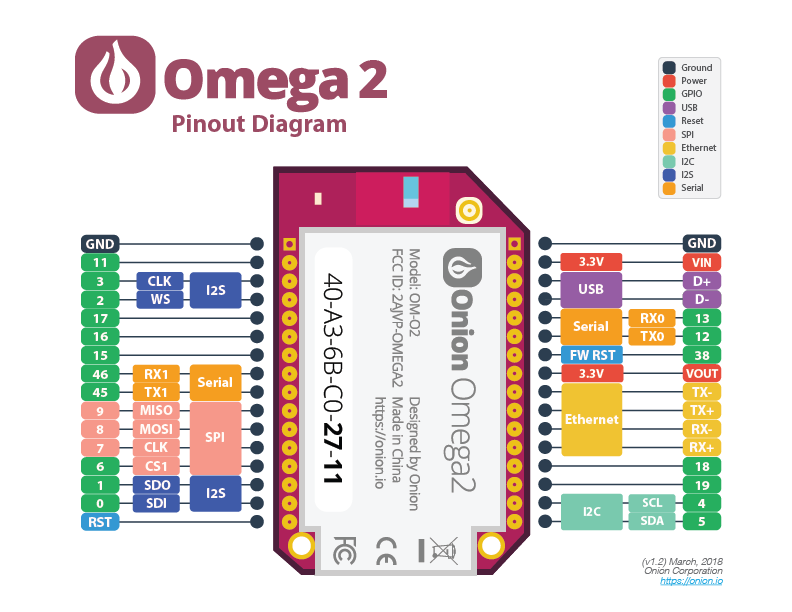 Omega 2
Pinout Diagram
Ground
Power
GPIO
USB
Reset
SPI
Ethernet
I2C
I2S
Serial
GND
11
3 CLK I2S
2 WS
17
16
15
46 RX1 Serial
45 TX1
9 MISO SPI
8 MOSI
7 CLK
6 CS1
1 SDO I2S
0 SDI
RST
40-A3-6B-C0-27-11
Model: OM-O2
FCC ID: 2AJVP-OMEGA2
Designed by Onion
Made in China
https://onion.io
Onion Omega2
FC
CE
GND
3.3V VIN
USB D+
D-
Serial RX0 13
TX0 12
FW RST 38
3.3V VOUT
Ethernet TX-
TX+
RX-
RX+
18
19
I2C SCL 4
SDA 5
(v1.2) March, 2018
Onion Corporation
https://onion.io